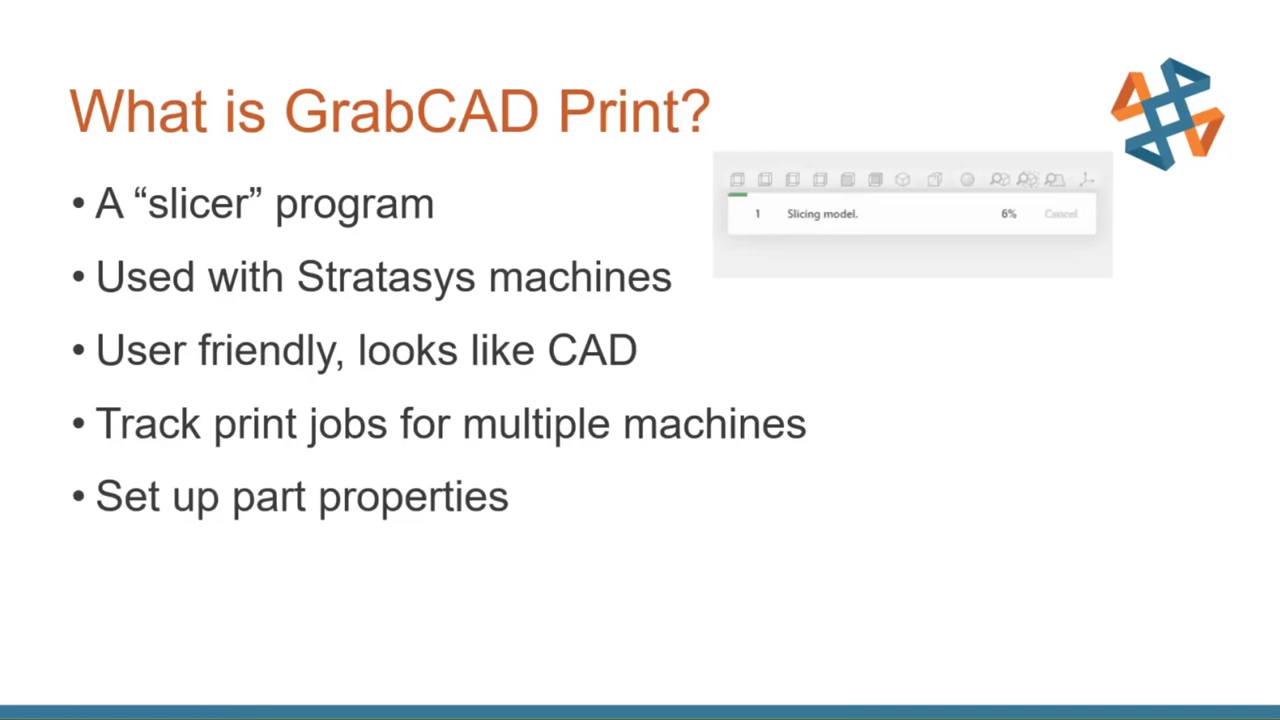 What is GrabCAD Print?
• A “slicer” program
• Used with Stratasys machines
• User friendly, looks like CAD
• Track print jobs for multiple machines
• Set up part properties
1 Slicing model. 6% Cancel